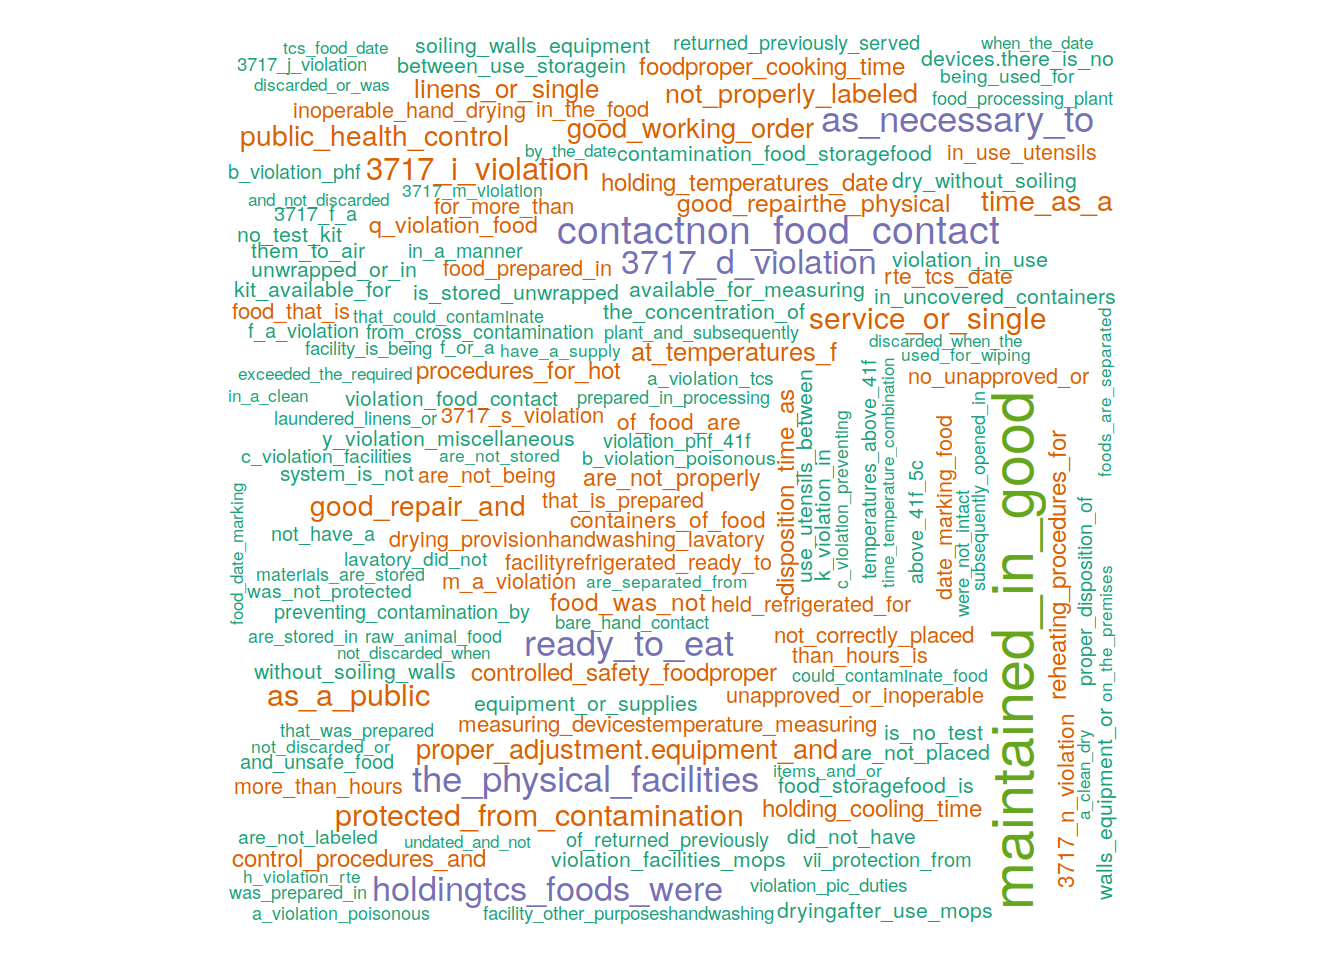 tcs_food_date soiling_walls_equipment returned_previously_served when_the_date
3717_j_violation between_use_storagein foodproper_cooking_time devices.there_is_no
discarded_or_was linens_or_single not_properly_labeled being_used_for
food_processing_plant
inoperable_hand_drying in_the_food
public_health_control good_working_order as_necessary_to
by_the_date contamination_food_storagefood in_use_utensils
b_violation_phf 3717_i_violation
3717_m_violation holding_temperatures_date dry_without_soiling
and_not_discarded for_more_than good_repairthe_physical time_as_a
3717_f_a q_violation_food contactnon_food_contact
no_test_kit
them_to_air in_a_manner
unwrapped_or_in food_prepared_in 3717_d_violation violation_in_use
rte_tcs_date
kit_available_for is_stored_unwrapped available_for_measuring in_uncovered_containers
food_that_is that_could_contaminate the_concentration_of service_or_single
f_a_violation from_cross_contamination plant_and_subsequently
facility_is_being f_or_a have_a_supply at_temperatures_f discarded_when_the
used_for_wiping
exceeded_the_required procedures_for_hot a_violation_tcs no_unapproved_or
in_a_clean violation_food_contact prepared_in_processing
laundered_linens_or 3717_s_violation of_food_are
y_violation_miscellaneous violation_phf_41f
c_violation_facilities are_not_stored b_violation_poisonous
system_is_not are_not_being are_not_properly
good_repair_and that_is_prepared
containers_of_food
not_have_a drying_provisionhandwashing_lavatory
lavatory_did_not facilityrefrigerated_ready_to
materials_are_stored m_a_violation are_separated_from
was_not_protected
preventing_contamination_by food_was_not held_refrigerated_for
bare_hand_contact
are_stored_in raw_animal_food ready_to_eat not_correctly_placed
not_discarded_when than_hours_is
without_soiling_walls controlled_safety_foodproper could_contaminate_food
as_a_public equipment_or_supplies unapproved_or_inoperable
that_was_prepared measuring_devicestemperature_measuring is_no_test
not_discarded_or proper_adjustment.equipment_and are_not_placed
and_unsafe_food
more_than_hours the_physical_facilities items_and_or
food_storagefood_is
protected_from_contamination holding_cooling_time
are_not_labeled undated_and_not of_returned_previously did_not_have
control_procedures_and violation_facilities_mops vii_protection_from
h_violation_rte
was_prepared_in holdingtcs_foods_were violation_pic_duties
a_violation_poisonous facility_other_purposeshandwashing dryingafter_use_mops
food_date_marking
disposition_time_as
use_utensils_between
k_violation_in
c_violation_preventing
temperatures_above_41f
time_temperature_combination
above_41f_5c
date_marking_food
were_not_intact
subsequently_opened_in
maintained_in_good
reheating_procedures_for
3717_n_violation
proper_disposition_of
a_clean_dry
foods_are_separated
on_the_premises
walls_equipment_or